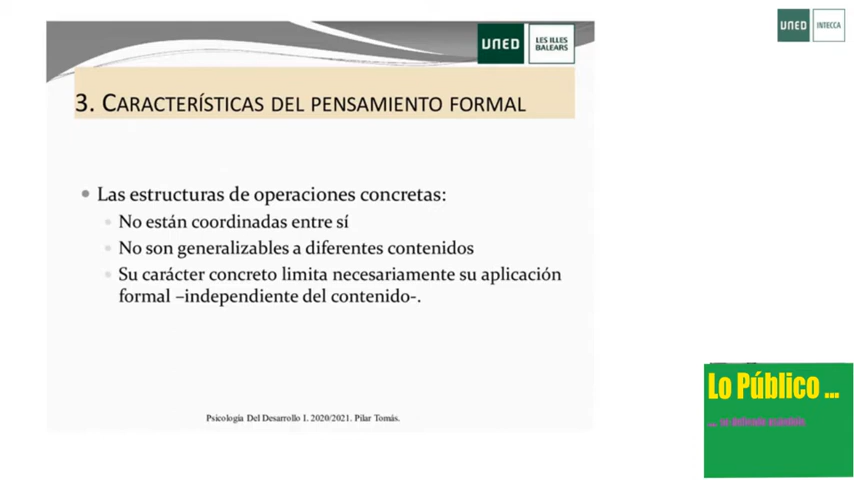 UNED
LES ILLES
BALEARS
UNED
INTECCA
3. CARACTERÍSTICAS DEL PENSAMIENTO FORMAL
Las estructuras de operaciones concretas:
No están coordinadas entre sí
No son generalizables a diferentes contenidos
Su carácter concreto limita necesariamente su aplicación
formal –independiente del contenido-.
Psicología Del Desarrollo I. 2020/2021. Pilar Tomás.
Lo Público ...